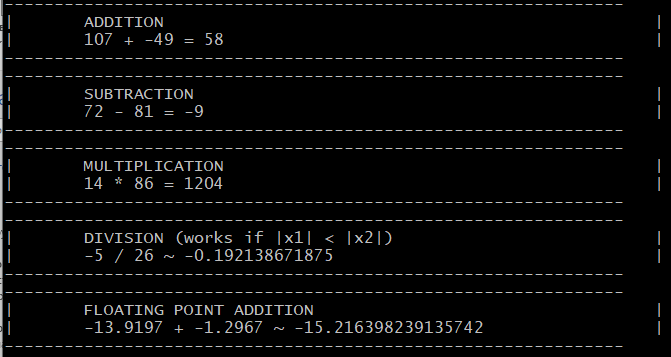 --------------------------------------------------------------
| ADDITION |
| 107 + -49 = 58 |
--------------------------------------------------------------
--------------------------------------------------------------
| SUBTRACTION |
| 72 - 81 = -9 |
--------------------------------------------------------------
--------------------------------------------------------------
| MULTIPLICATION |
| 14 * 86 = 1204 |
--------------------------------------------------------------
--------------------------------------------------------------
| DIVISION (works if |x1| < |x2|) |
| -5 / 26 ~ -0.192138671875 |
--------------------------------------------------------------
--------------------------------------------------------------
| FLOATING POINT ADDITION |
| -13.9197 + -1.2967 ~ -15.216398239135742 |
--------------------------------------------------------------